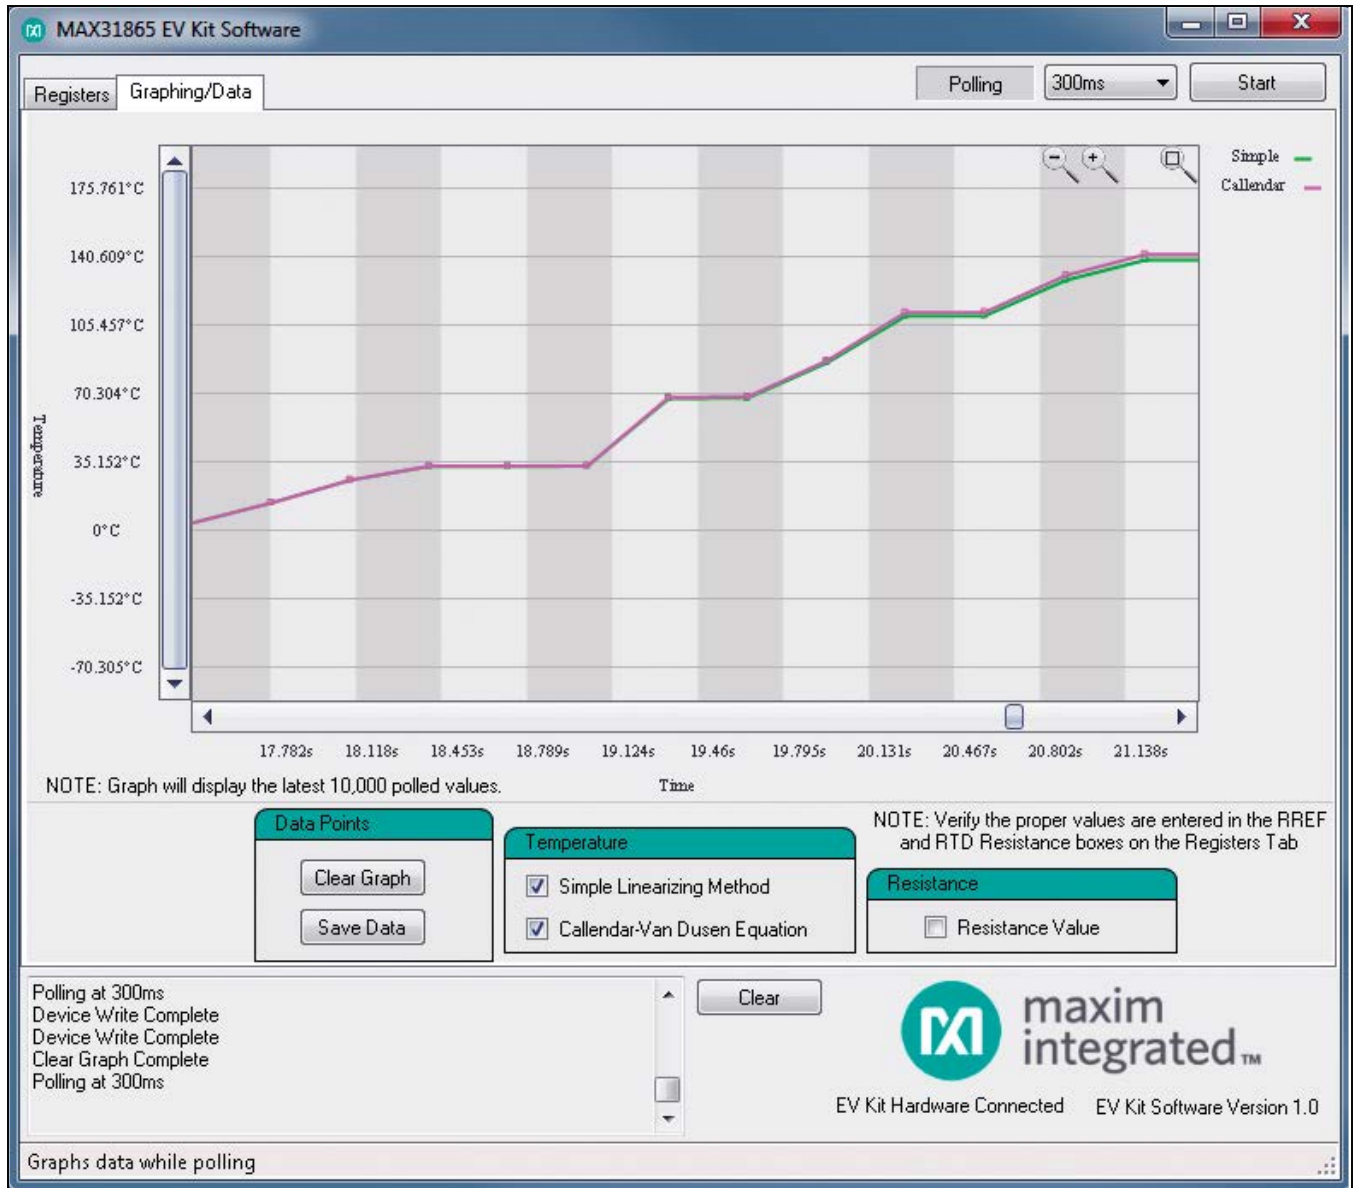 MAX31865 EV Kit Software
Registers
Graphing/Data
Polling
300ms
Start
Simple
Callendar
175.761°C
140.609°C
105.457°C
70.304°C
35.152°C
0°C
-35.152°C
-70.305°C
Temperature
17.782s 18.118s 18.453s 18.789s 19.124s 19.46s 19.795s 20.131s 20.467s 20.802s 21.138s
Time
NOTE: Graph will display the latest 10,000 polled values.
Data Points
Clear Graph
Save Data
Temperature
Simple Linearizing Method
Callendar-Van Dusen Equation
NOTE: Verify the proper values are entered in the RREF
and RTD Resistance boxes on the Registers Tab
Resistance
Resistance Value
Polling at 300ms
Device Write Complete
Device Write Complete
Clear Graph Complete
Polling at 300ms
Clear
maxim
integrated™
EV Kit Hardware Connected
EV Kit Software Version 1.0
Graphs data while polling